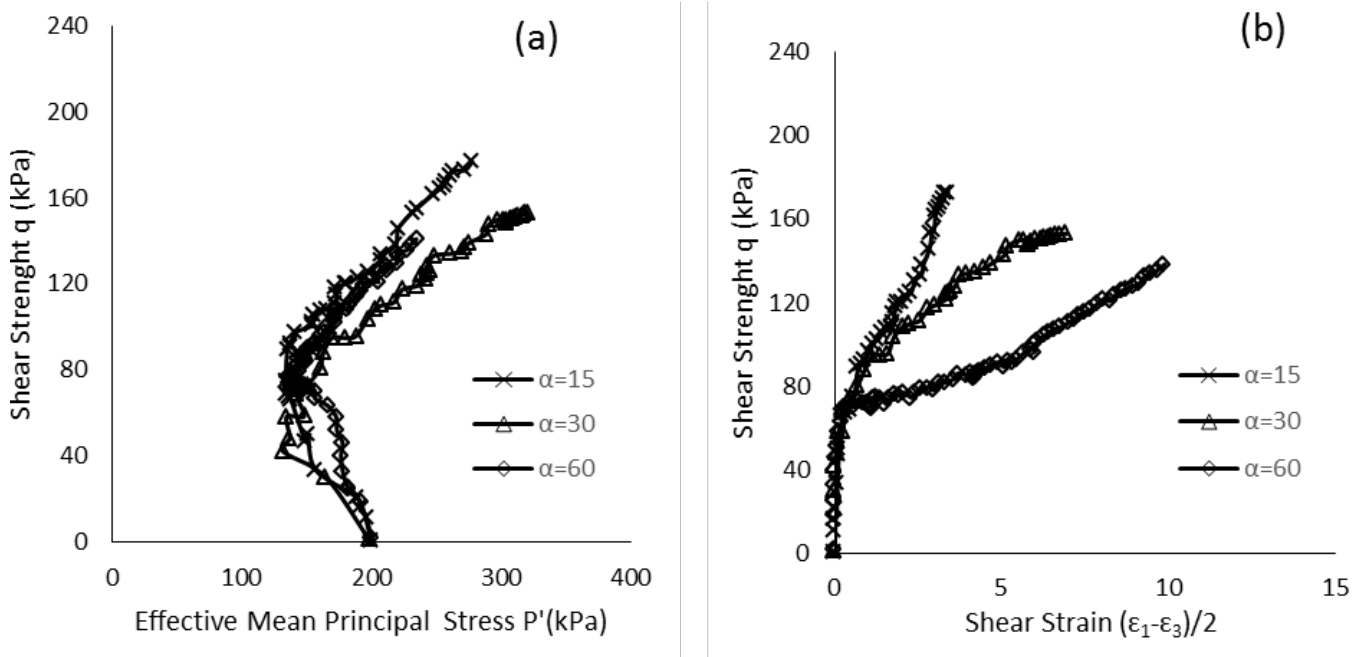 (a)
240
200
160
120
80
40
0
Shear Strenght q (kPa)
α=15
α=30
α=60
0 100 200 300 400
Effective Mean Principal Stress P'(kPa)
(b)
240
200
160
120
80
40
0
Shear Strenght q (kPa)
α=15
α=30
α=60
0 5 10 15
Shear Strain (ε₁-ε₃)/2